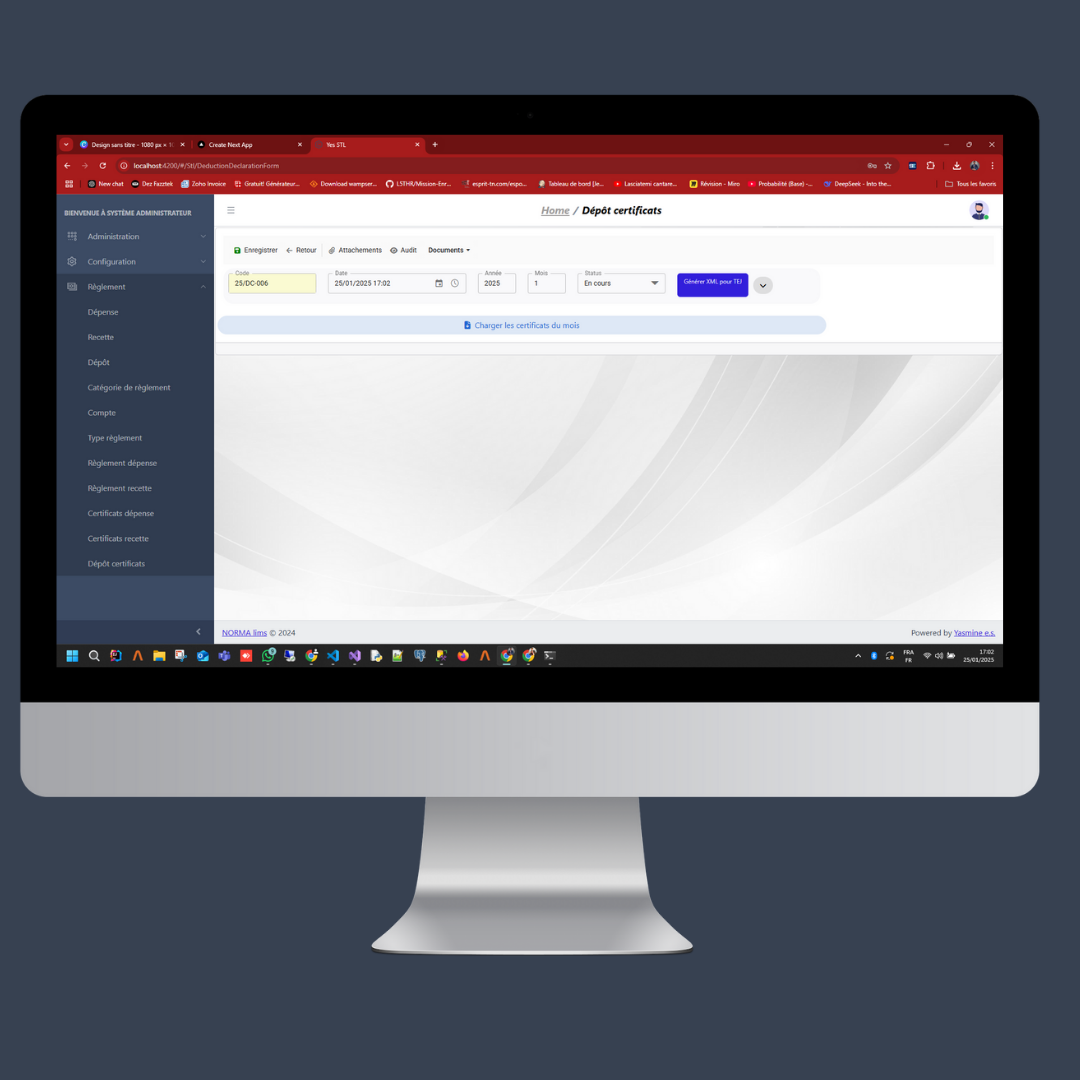 Design sans titre - 1080 px × 10
Create Next App
Yes STL
localhost:4200/#/Stl/DeductionDeclarationForm
New chat
Dez Fazztek
Zoho Invoice
Gratuit! Générateur...
Download wampser...
L5THR/Mission-Enr...
esprit-tn.com/espo...
Tableau de bord [Je...
Lasciatemi cantare...
Révision - Miro
Probabilité (Base) -...
DeepSeek - Into the...
Tous les favoris
BIENVENUE À SYSTÈME ADMINISTRATEUR
Home / Dépôt certificats
Administration
Configuration
Règlement
Dépense
Recette
Dépôt
Catégorie de règlement
Compte
Type règlement
Règlement dépense
Règlement recette
Certificats dépense
Certificats recette
Dépôt certificats
Enregistrer
Retour
Attachements
Audit
Documents
Code
25/DC-006
Date
25/01/2025 17:02
Année
2025
Mois
1
Status
En cours
Générer XML pour TEJ
Charger les certificats du mois
NORMA lims © 2024
Powered by Yasmine e.s.
FRA
FR
17:02
25/01/2025